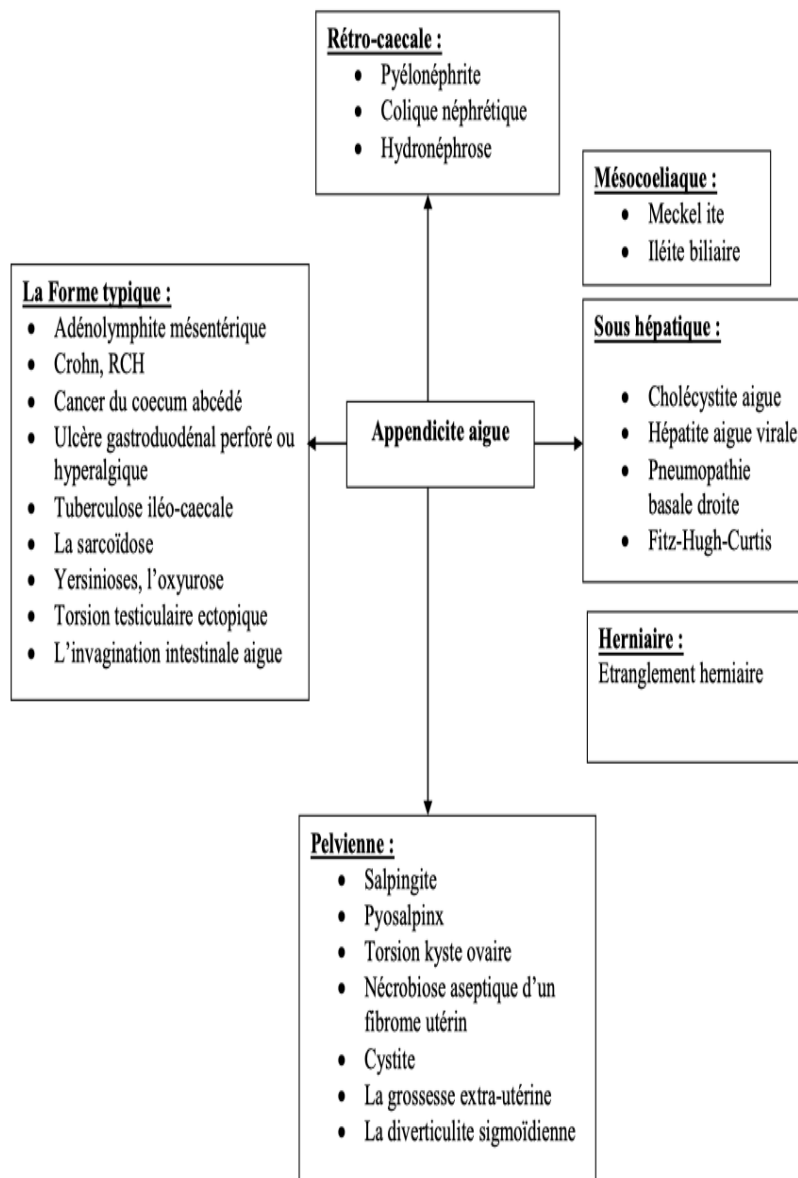 Rétro-caecale :
• Pyélonéphrite
• Colique néphrétique
• Hydronéphrose
Mésocoeliaque :
• Meckel ite
• Iléite biliaire
La Forme typique :
• Adénolymphite mésentérique
• Crohn, RCH
• Cancer du coecum abcédé
• Ulcère gastroduodénal perforé ou
hyperalgique
• Tuberculose iléo-caecale
• La sarcoïdose
• Yersinioses, l'oxyurose
• Torsion testiculaire ectopique
• L'invagination intestinale aigue
Appendicite aigue
Sous hépatique :
• Cholécystite aigue
• Hépatite aigue virale
• Pneumopathie
basale droite
• Fitz-Hugh-Curtis
Herniaire :
Etranglement herniaire
Pelvienne :
• Salpingite
• Pyosalpinx
• Torsion kyste ovaire
• Nécrobiose aseptique d'un
fibrome utérin
• Cystite
• La grossesse extra-utérine
• La diverticulite sigmoïdienne